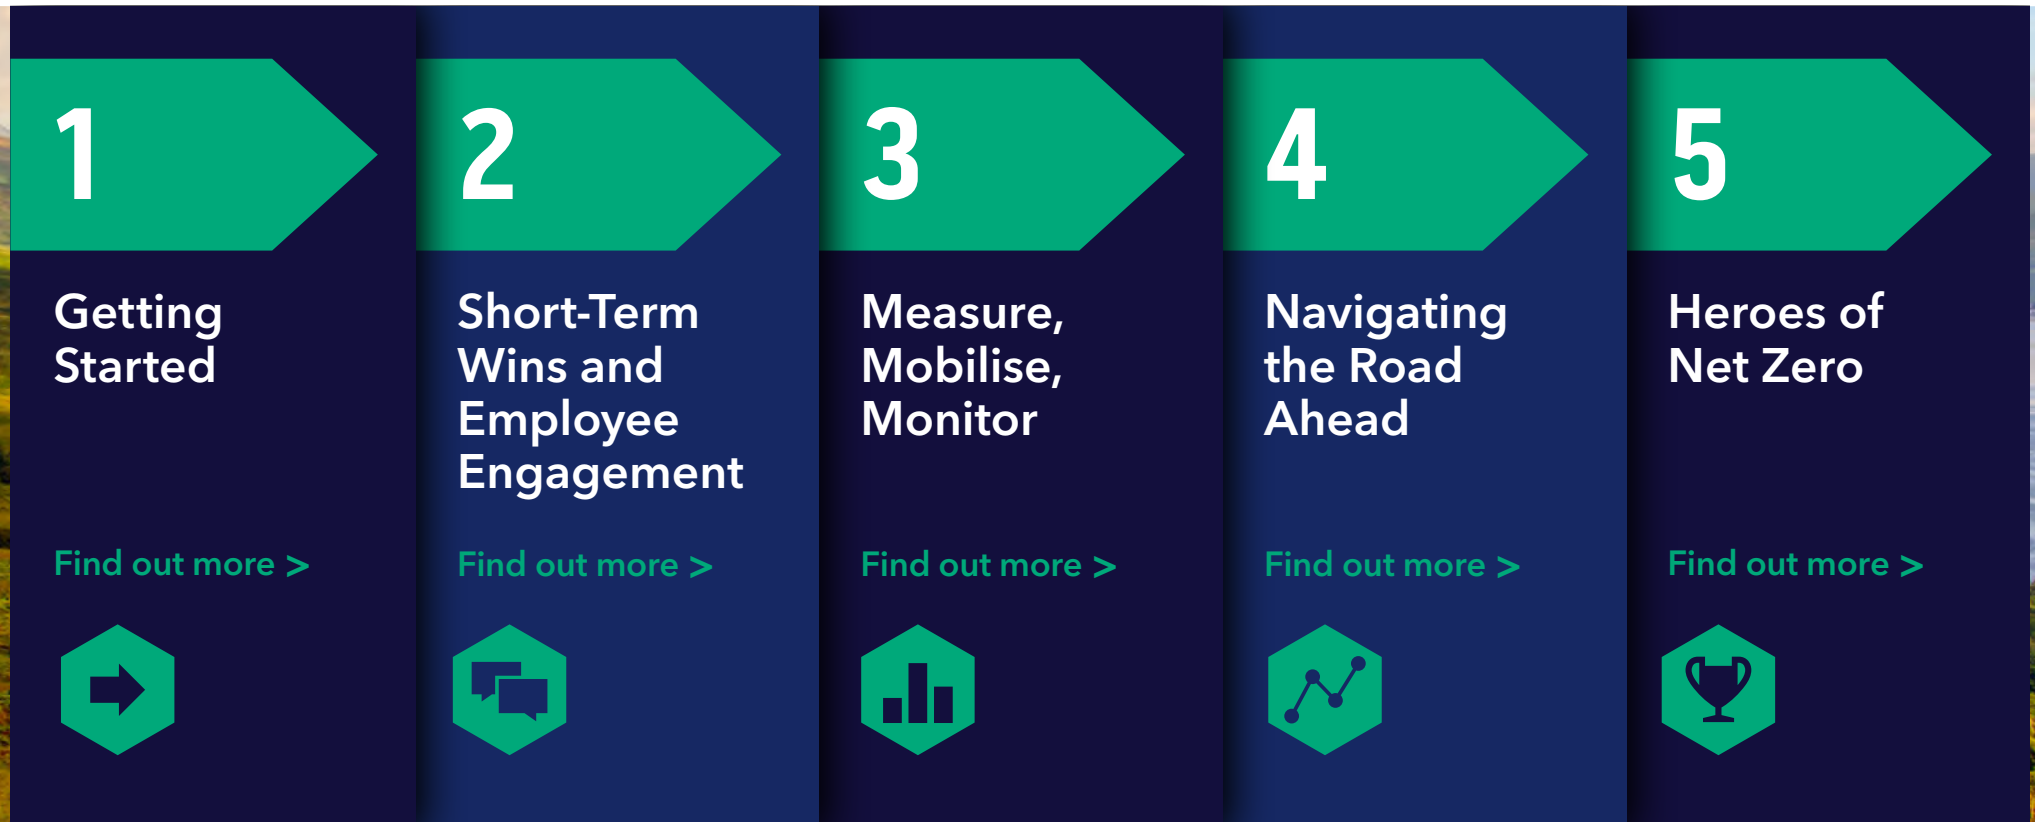 1
Getting
Started
Find out more >
2
Short-Term
Wins and
Employee
Engagement
Find out more >
3
Measure,
Mobilise,
Monitor
Find out more >
4
Navigating
the Road
Ahead
Find out more >
5
Heroes of
Net Zero
Find out more >